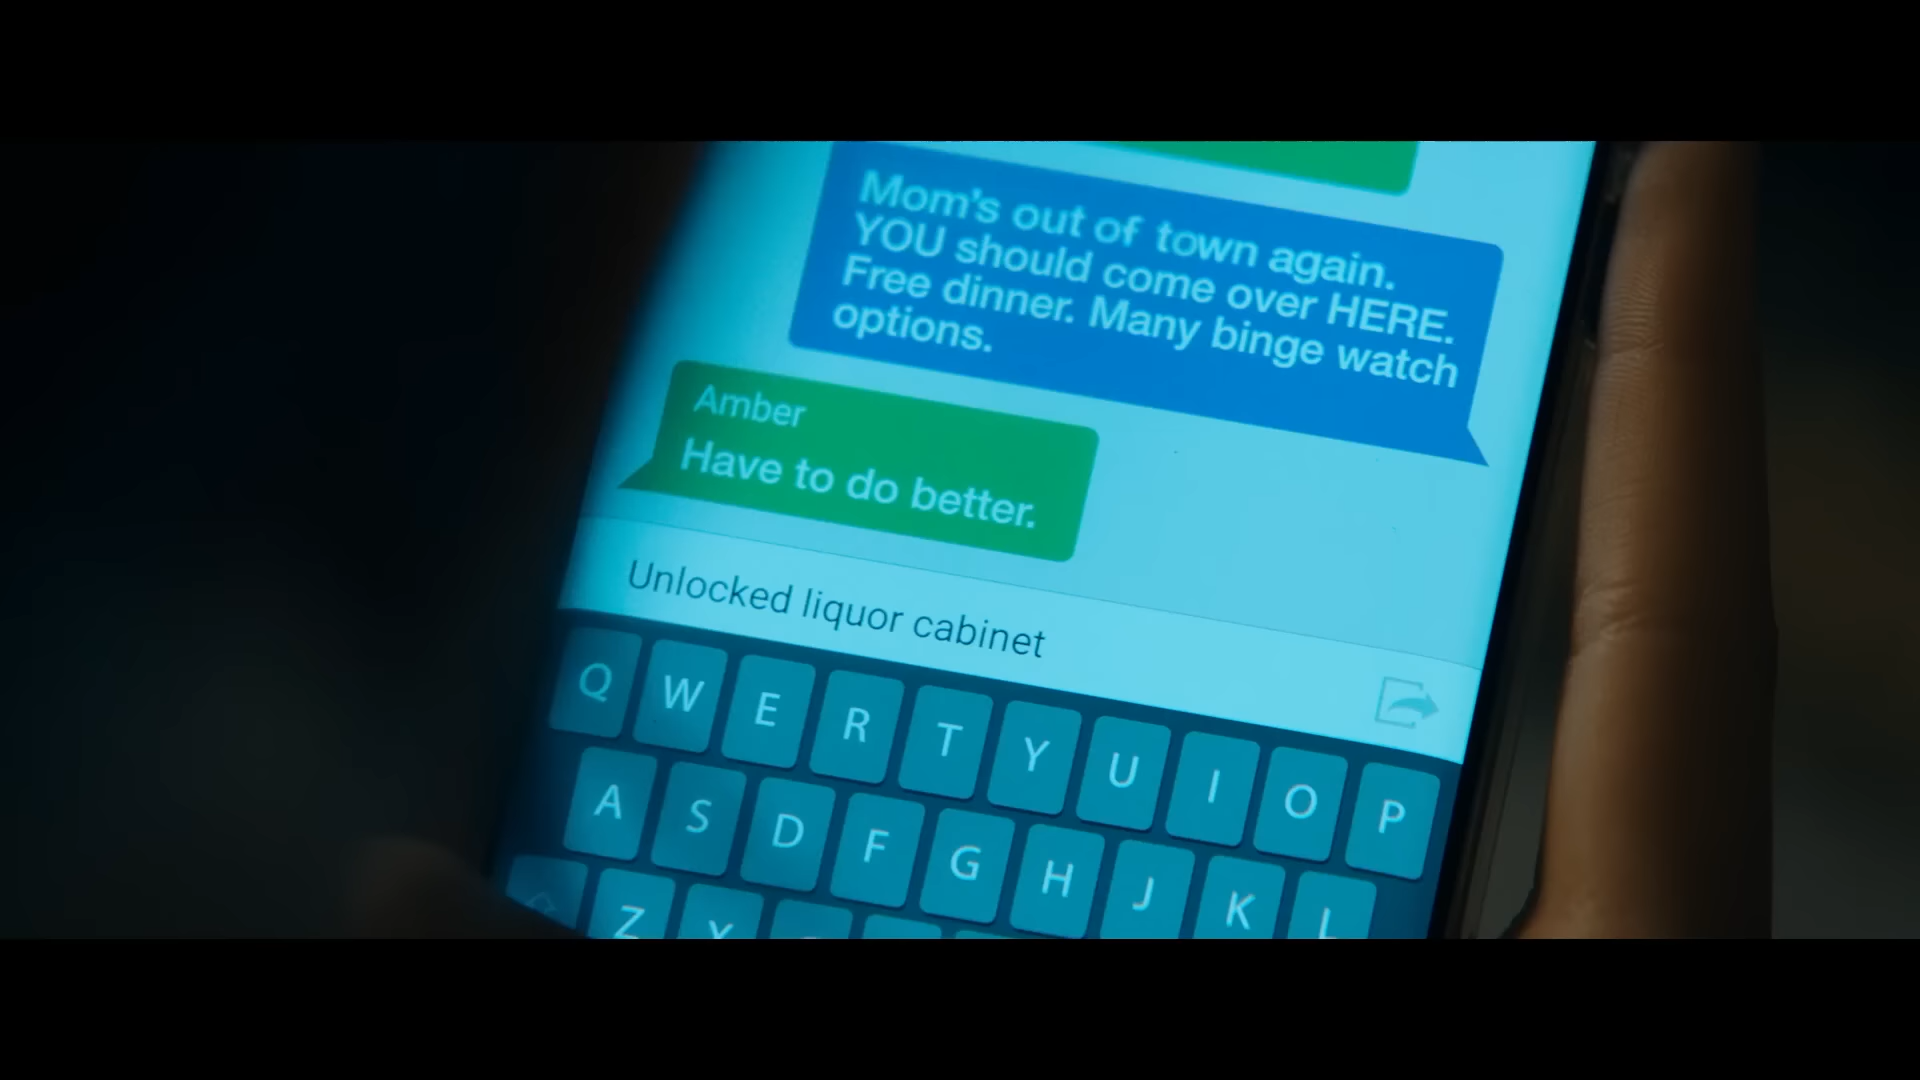 Mom's out of town again.
YOU should come over HERE.
Free dinner. Many binge watch
options.
Amber
Have to do better.
Unlocked liquor cabinet
Q W E R T Y U I O P
A S D F G H J K L
Z X